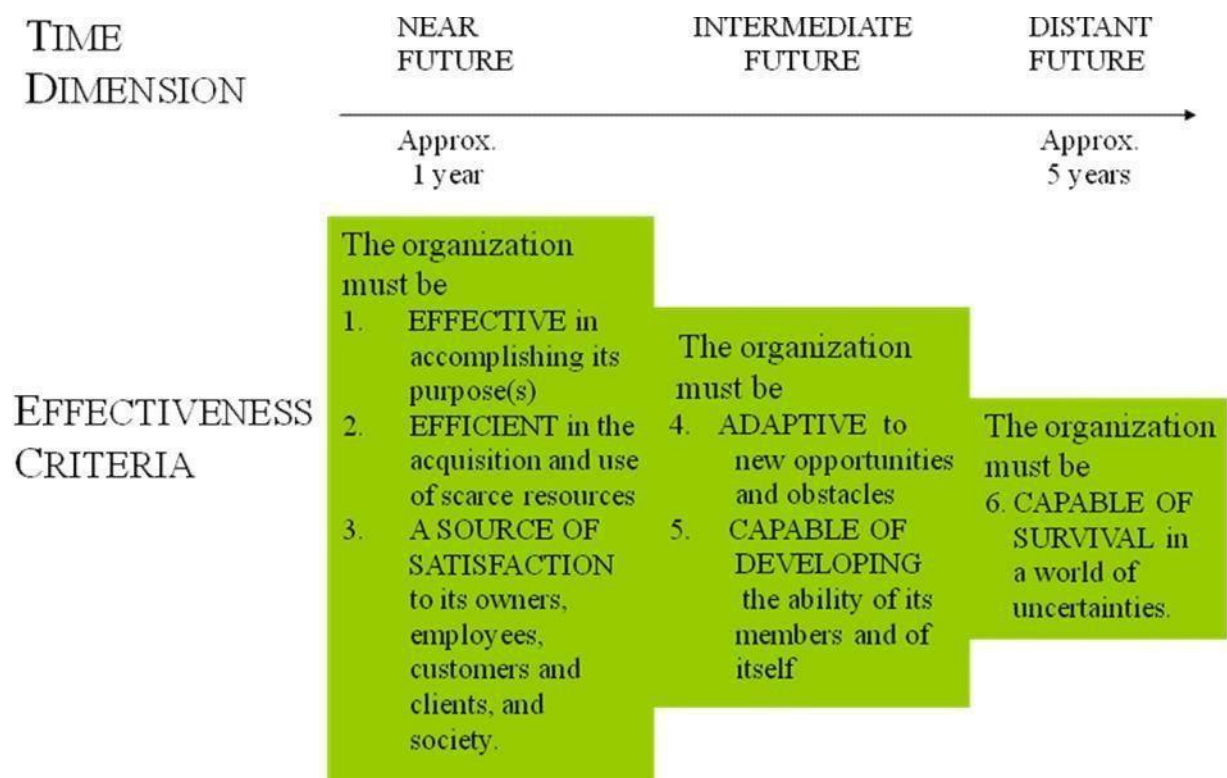 TIME
DIMENSION
NEAR
FUTURE
INTERMEDIATE
FUTURE
DISTANT
FUTURE
Approx.
1 year
Approx.
5 years
EFFECTIVENESS
CRITERIA
The organization
must be
1. EFFECTIVE in
accomplishing its
purpose(s)
2. EFFICIENT in the
acquisition and use
of scarce resources
3. A SOURCE OF
SATISFACTION
to its owners,
employees,
customers and
clients, and
society.
The organization
must be
4. ADAPTIVE to
new opportunities
and obstacles
5. CAPABLE OF
DEVELOPING
the ability of its
members and of
itself
The organization
must be
6. CAPABLE OF
SURVIVAL in
a world of
uncertainties.